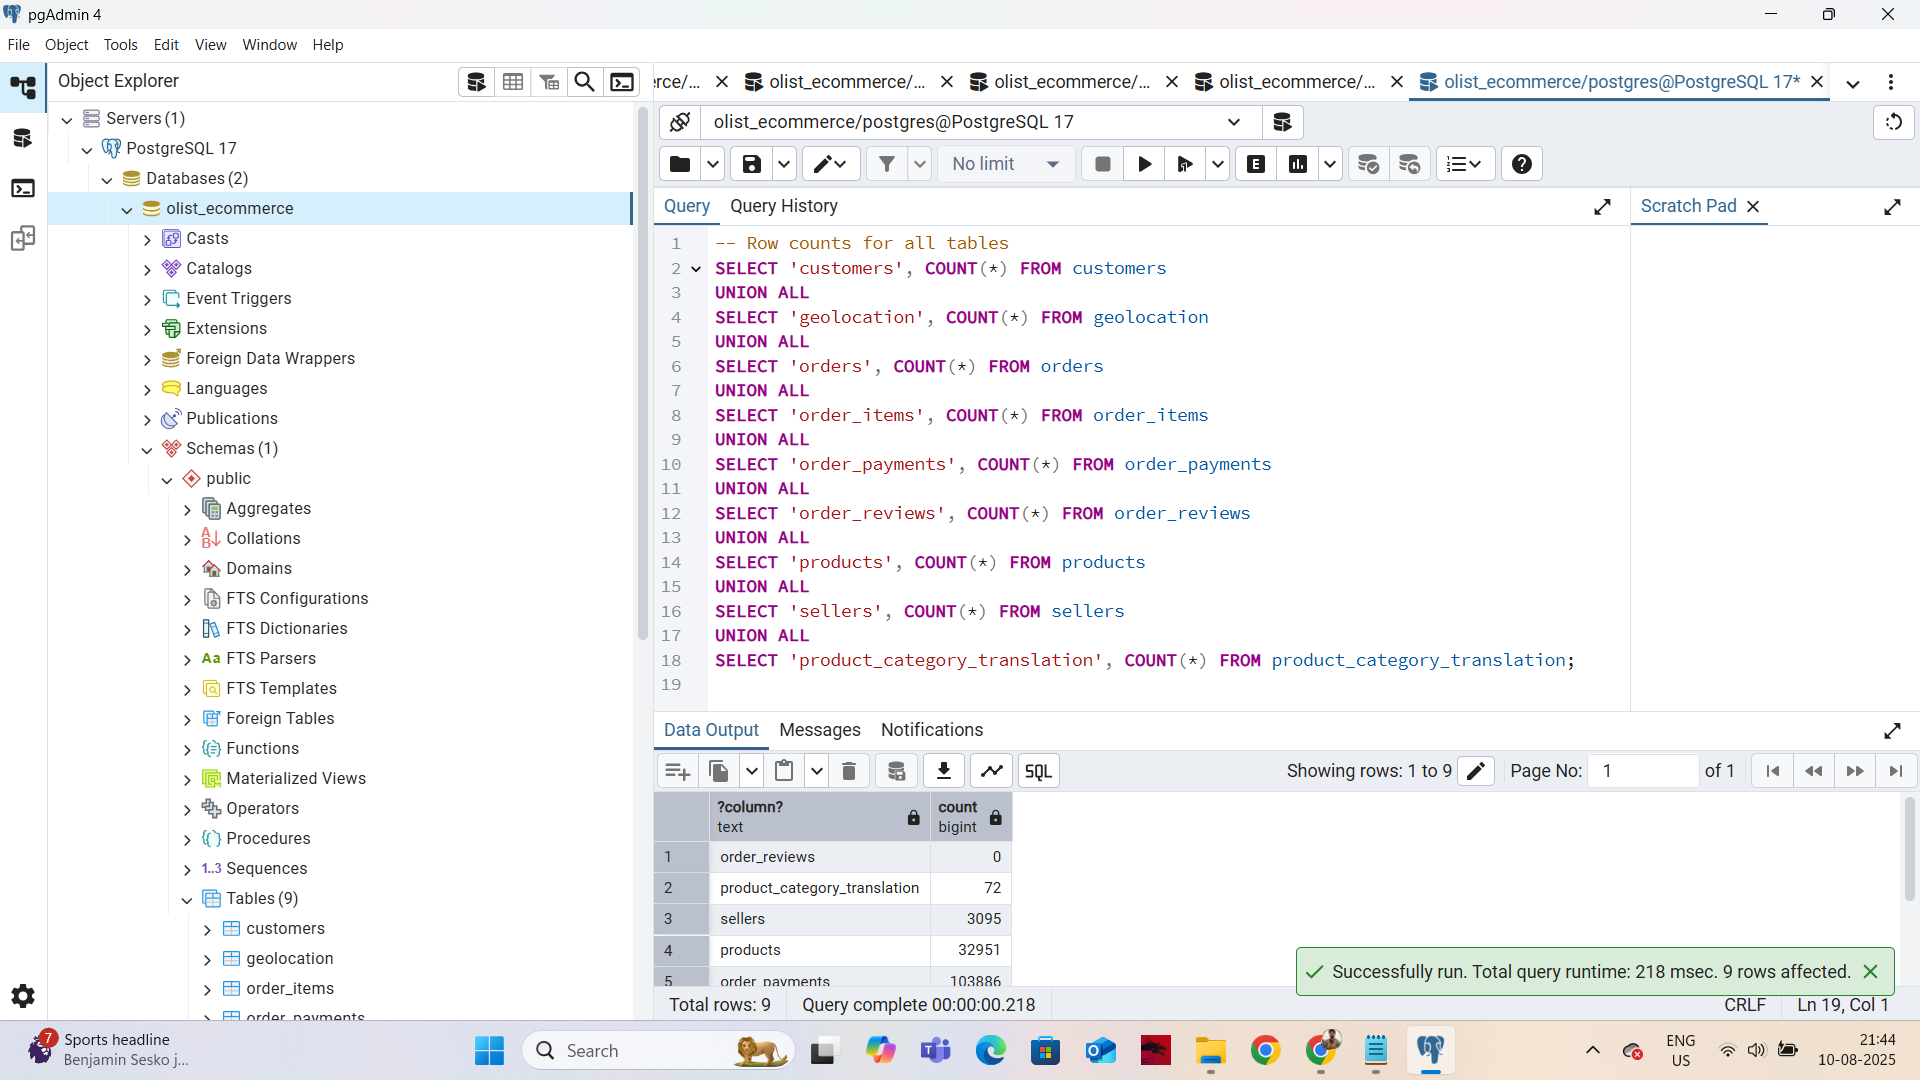 pgAdmin 4
File Object Tools Edit View Window Help
Object Explorer
rce/...
olist_ecommerce/...
olist_ecommerce/...
olist_ecommerce/...
olist_ecommerce/postgres@PostgreSQL 17*
Servers (1)
PostgreSQL 17
Databases (2)
olist_ecommerce
Casts
Catalogs
Event Triggers
Extensions
Foreign Data Wrappers
Languages
Publications
Schemas (1)
public
Aggregates
Collations
Domains
FTS Configurations
FTS Dictionaries
Aa FTS Parsers
FTS Templates
Foreign Tables
Functions
Materialized Views
Operators
Procedures
1..3 Sequences
Tables (9)
customers
geolocation
order_items
order_payments
olist_ecommerce/postgres@PostgreSQL 17
No limit
E
Query Query History
Scratch Pad
1 -- Row counts for all tables
2 SELECT 'customers', COUNT(*) FROM customers
3 UNION ALL
4 SELECT 'geolocation', COUNT(*) FROM geolocation
5 UNION ALL
6 SELECT 'orders', COUNT(*) FROM orders
7 UNION ALL
8 SELECT 'order_items', COUNT(*) FROM order_items
9 UNION ALL
10 SELECT 'order_payments', COUNT(*) FROM order_payments
11 UNION ALL
12 SELECT 'order_reviews', COUNT(*) FROM order_reviews
13 UNION ALL
14 SELECT 'products', COUNT(*) FROM products
15 UNION ALL
16 SELECT 'sellers', COUNT(*) FROM sellers
17 UNION ALL
18 SELECT 'product_category_translation', COUNT(*) FROM product_category_translation;
19
Data Output Messages Notifications
SQL
Showing rows: 1 to 9
Page No: 1 of 1
?column? count
text bigint
1 order_reviews 0
2 product_category_translation 72
3 sellers 3095
4 products 32951
5 order_payments 103886
Successfully run. Total query runtime: 218 msec. 9 rows affected.
Total rows: 9 Query complete 00:00:00.218
CRLF Ln 19, Col 1
7
Sports headline
Benjamin Sesko j...
Search
ENG
US
21:44
10-08-2025